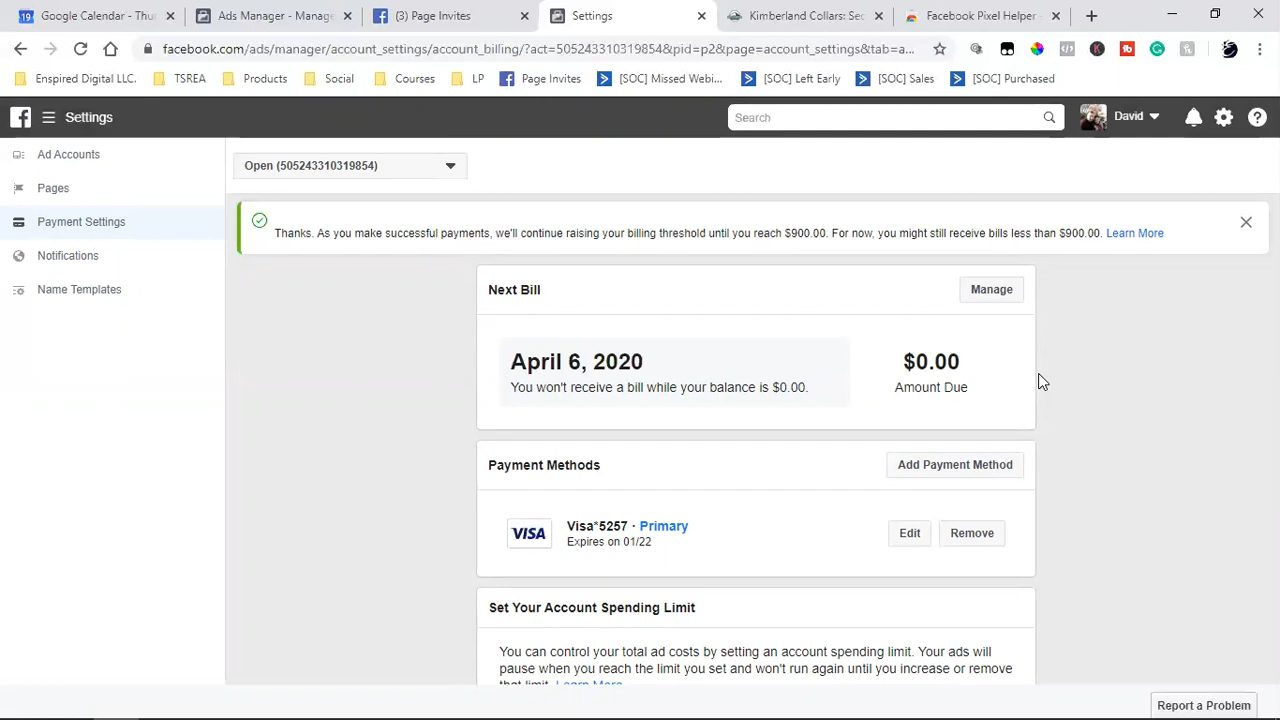 Google Calendar - Thu
Ads Manager - Manage
(3) Page Invites
Settings
Kimberland Collars: Sec
Facebook Pixel Helper -
facebook.com/ads/manager/account_settings/account_billing/?act=505243310319854&pid=p2&page=account_settings&tab=a...
Enspired Digital LLC.
TSREA
Products
Social
Courses
LP
Page Invites
[SOC] Missed Webi...
[SOC] Left Early
[SOC] Sales
[SOC] Purchased
Settings
Search
David
Ad Accounts
Pages
Payment Settings
Notifications
Name Templates
Open (505243310319854)
Thanks. As you make successful payments, we'll continue raising your billing threshold until you reach $900.00. For now, you might still receive bills less than $900.00. Learn More
Next Bill
Manage
April 6, 2020
You won't receive a bill while your balance is $0.00.
$0.00
Amount Due
Payment Methods
Add Payment Method
VISA
Visa*5257 · Primary
Expires on 01/22
Edit
Remove
Set Your Account Spending Limit
You can control your total ad costs by setting an account spending limit. Your ads will
pause when you reach the limit you set and won't run again until you increase or remove
that limit. Learn More
Report a Problem